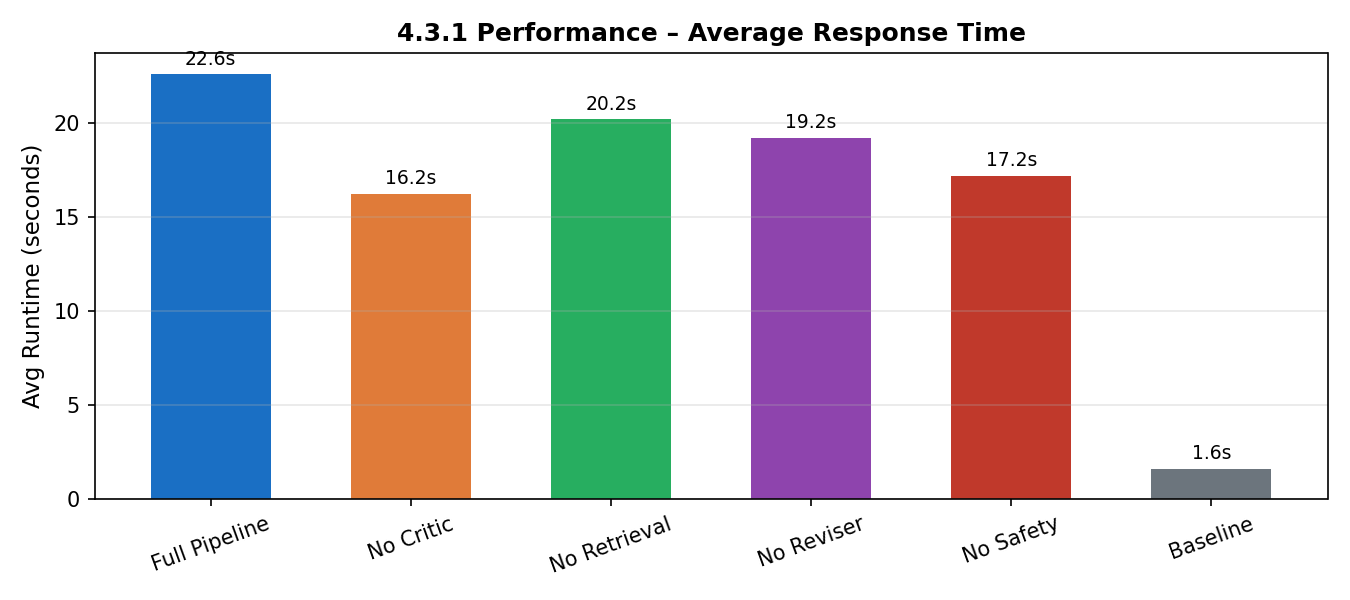 4.3.1 Performance – Average Response Time
Avg Runtime (seconds)
20
15
10
5
0
22.6s
16.2s
20.2s
19.2s
17.2s
1.6s
Full Pipeline
No Critic
No Retrieval
No Reviser
No Safety
Baseline